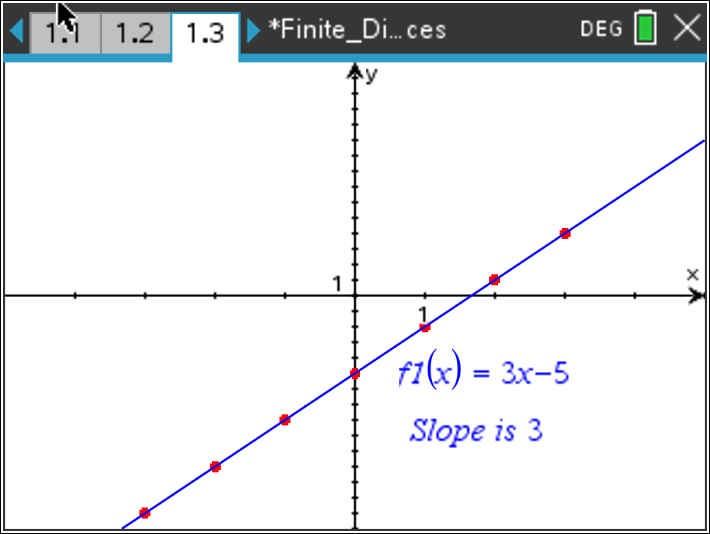 1.1 1.2 1.3 *Finite_Di...ces DEG
y
x
1
1
f1(x) = 3x−5
Slope is 3